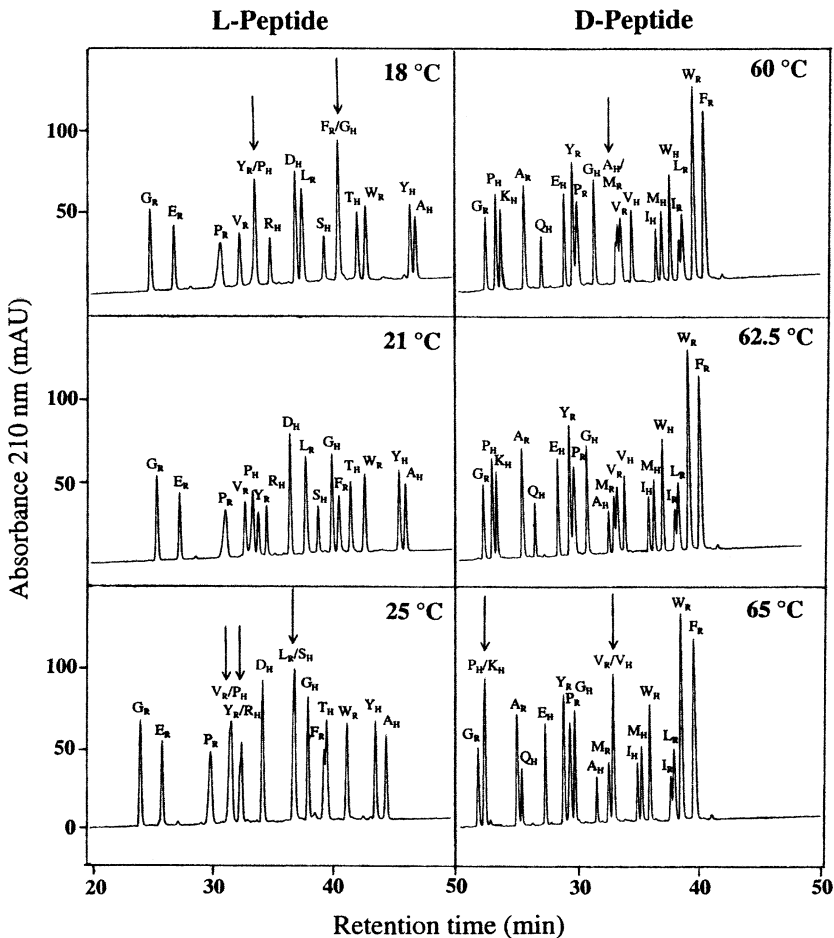 L-Peptide
D-Peptide
18 °C
G_R
E_R
P_R
V_R
Y_R/P_H
R_H
D_H
L_R
S_H
F_R/G_H
T_H
W_R
Y_H
A_H
60 °C
G_R
P_H
K_H
A_R
Q_H
E_H
Y_R
P_R
G_H
A_H/
M_R
V_R
V_H
I_H
M_H
W_H
I_R
L_R
W_R
F_R
21 °C
G_R
E_R
P_R
V_R
P_H
Y_R
R_H
D_H
L_R
S_H
G_H
F_R
T_H
W_R
Y_H
A_H
62.5 °C
G_R
P_H
K_H
A_R
Q_H
E_H
Y_R
P_R
G_H
A_H
M_R
V_R
V_H
I_H
M_H
W_H
I_R
L_R
W_R
F_R
25 °C
G_R
E_R
P_R
V_R/P_H
Y_R/R_H
D_H
L_R/S_H
G_H
F_R
T_H
W_R
Y_H
A_H
65 °C
G_R
P_H/K_H
A_R
Q_H
E_H
Y_R
P_R
G_H
A_H
M_R
V_R/V_H
I_H
M_H
W_H
I_R
L_R
W_R
F_R
100
50
100
50
100
50
0
Absorbance 210 nm (mAU)
20
30
40
50
30
40
50
Retention time (min)